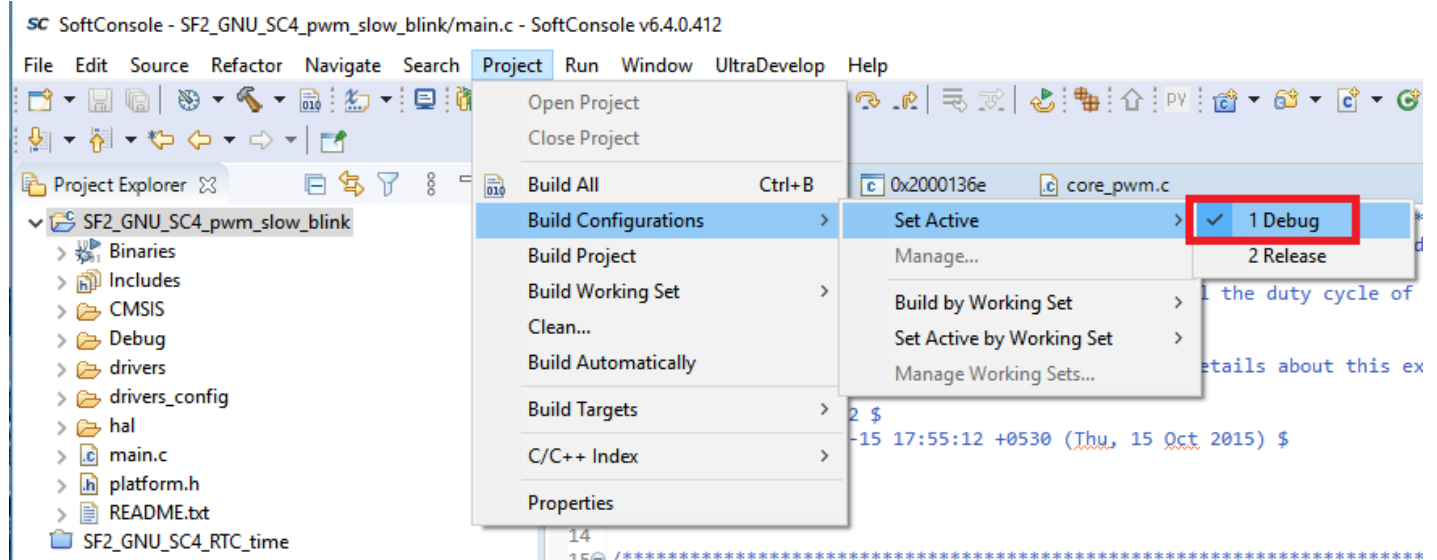 SC SoftConsole - SF2_GNU_SC4_pwm_slow_blink/main.c - SoftConsole v6.4.0.412
File Edit Source Refactor Navigate Search Project Run Window UltraDevelop Help
Open Project
Close Project
Build All Ctrl+B
Build Configurations
Build Project
Build Working Set
Clean...
Build Automatically
Build Targets
C/C++ Index
Properties
Set Active
Manage...
Build by Working Set
Set Active by Working Set
Manage Working Sets...
1 Debug
2 Release
Project Explorer
SF2_GNU_SC4_pwm_slow_blink
Binaries
Includes
CMSIS
Debug
drivers
drivers_config
hal
main.c
platform.h
README.txt
SF2_GNU_SC4_RTC_time
0x2000136e core_pwm.c
the duty cycle of
etails about this ex
2 $
-15 17:55:12 +0530 (Thu, 15 Oct 2015) $
14
15 /************************************************************************